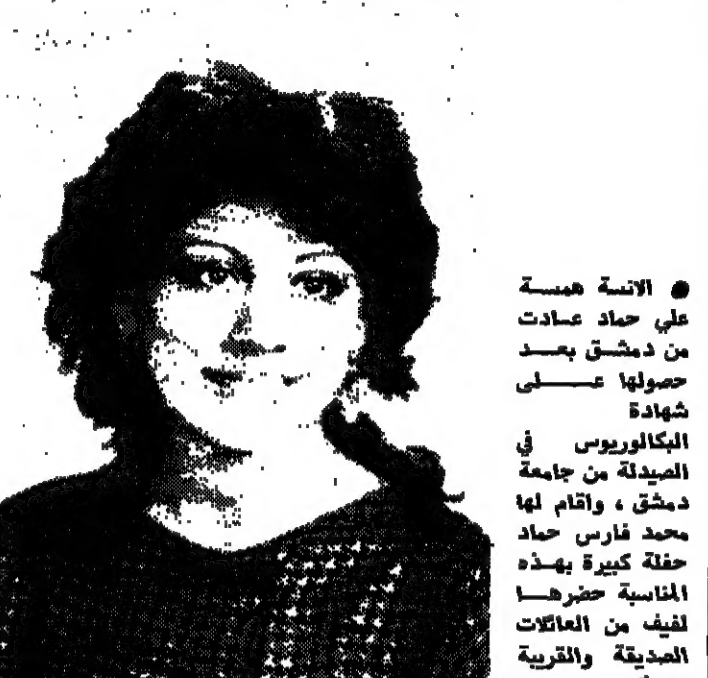 ● الانسة همسة
علي حماد عادت
من دمشق بعد
حصولها على
شهادة
البكالوريوس في
الصيدلة من جامعة
دمشق ، واقام لها
محمد فارس حماد
حفلة كبيرة بهذه
المناسبة حضرها
لفيف من العائلات
الصديقة والقريبة